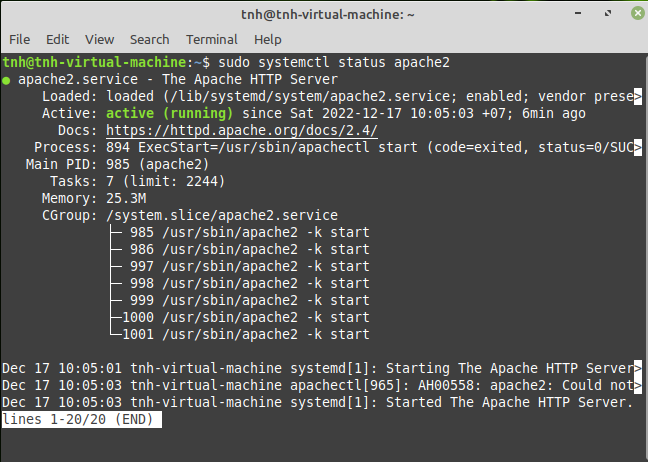 tnh@tnh-virtual-machine: ~
File Edit View Search Terminal Help
tnh@tnh-virtual-machine:~$ sudo systemctl status apache2
● apache2.service - The Apache HTTP Server
Loaded: loaded (/lib/systemd/system/apache2.service; enabled; vendor prese>
Active: active (running) since Sat 2022-12-17 10:05:03 +07; 6min ago
Docs: https://httpd.apache.org/docs/2.4/
Process: 894 ExecStart=/usr/sbin/apachectl start (code=exited, status=0/SUC>
Main PID: 985 (apache2)
Tasks: 7 (limit: 2244)
Memory: 25.3M
CGroup: /system.slice/apache2.service
├─ 985 /usr/sbin/apache2 -k start
├─ 986 /usr/sbin/apache2 -k start
├─ 997 /usr/sbin/apache2 -k start
├─ 998 /usr/sbin/apache2 -k start
├─ 999 /usr/sbin/apache2 -k start
├─1000 /usr/sbin/apache2 -k start
└─1001 /usr/sbin/apache2 -k start
Dec 17 10:05:01 tnh-virtual-machine systemd[1]: Starting The Apache HTTP Server>
Dec 17 10:05:03 tnh-virtual-machine apachectl[965]: AH00558: apache2: Could not>
Dec 17 10:05:03 tnh-virtual-machine systemd[1]: Started The Apache HTTP Server.
lines 1-20/20 (END)